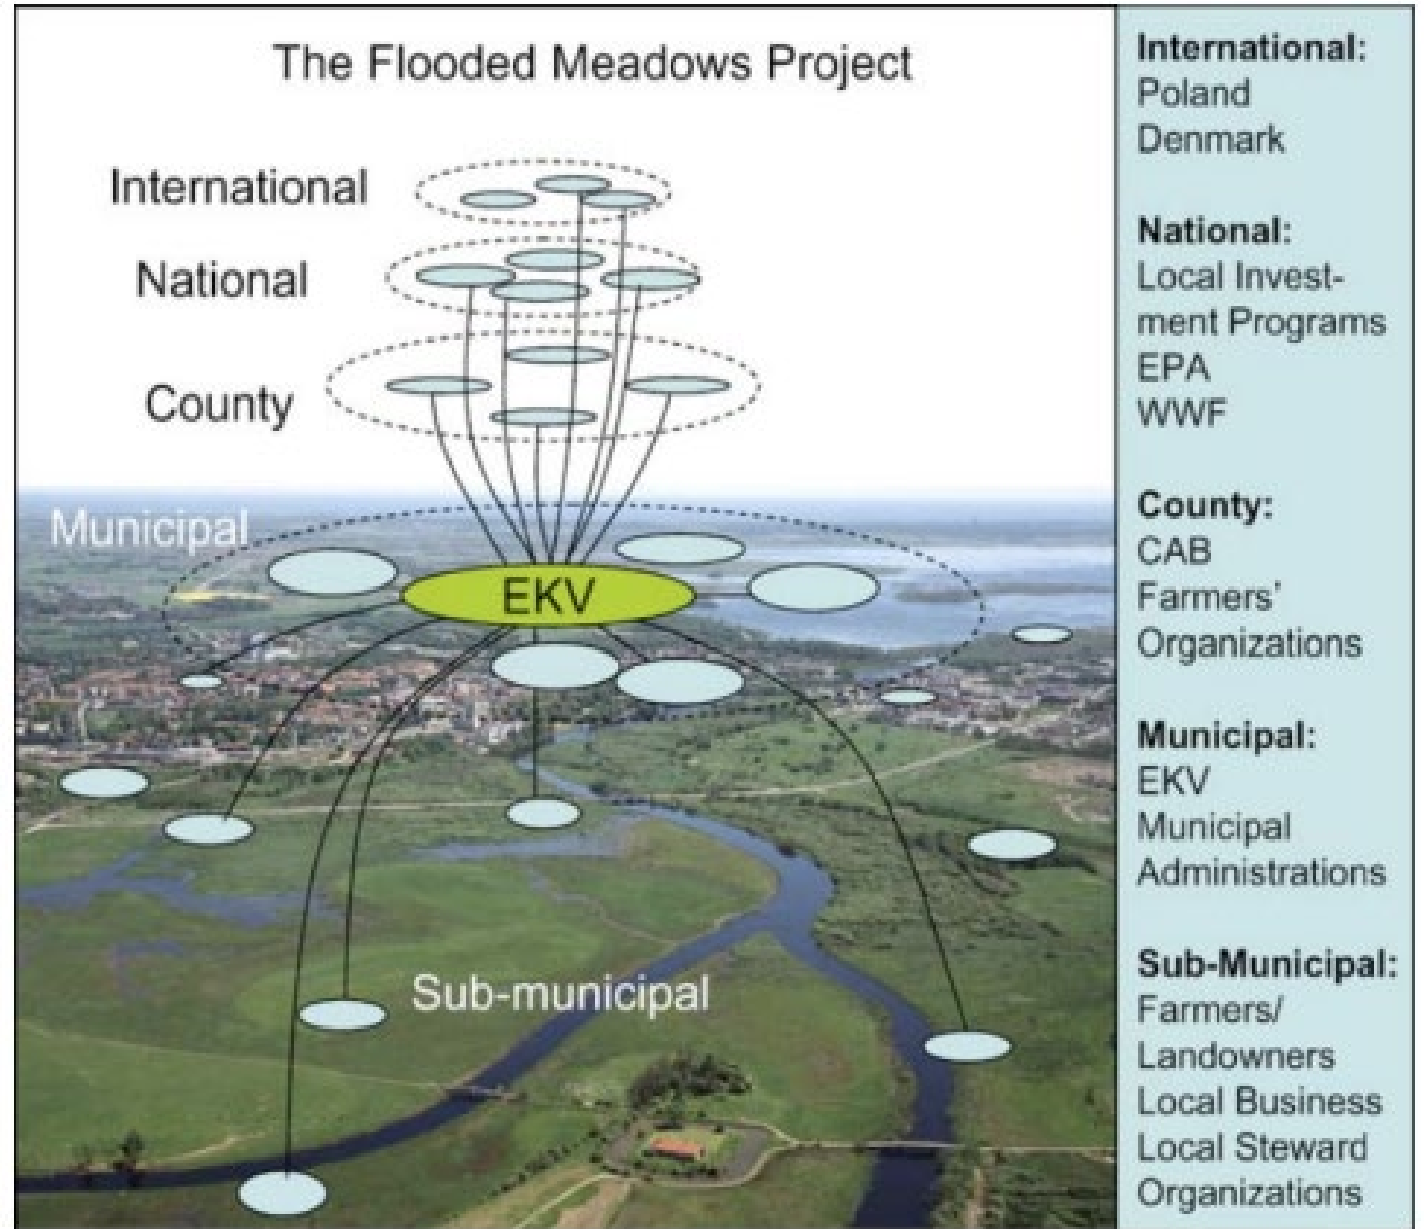 The Flooded Meadows Project
International
National
County
Municipal
EKV
Sub-municipal
International:
Poland
Denmark
National:
Local Invest-
ment Programs
EPA
WWF
County:
CAB
Farmers’
Organizations
Municipal:
EKV
Municipal
Administrations
Sub-Municipal:
Farmers/
Landowners
Local Business
Local Steward
Organizations